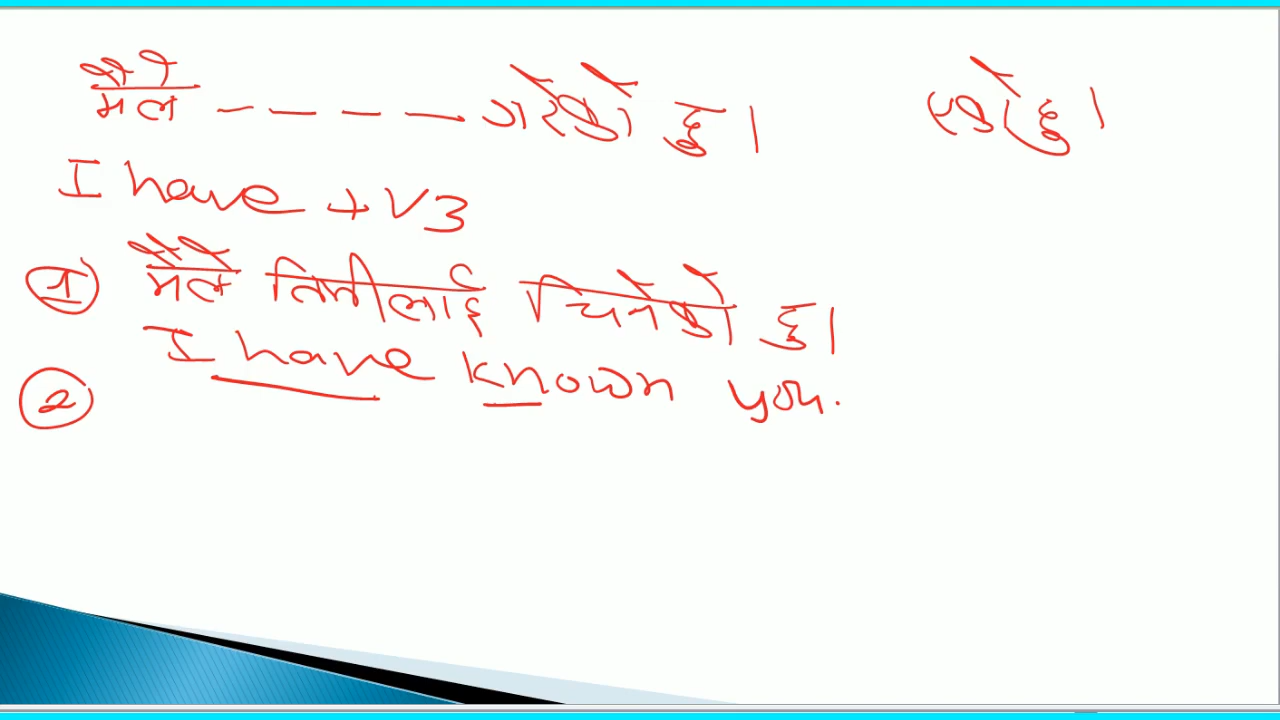 मैले - - - - गरेको छु । एको छु ।
I have + V3
① मैले तिमीलाई चिनेको छु ।
I have known you.
②